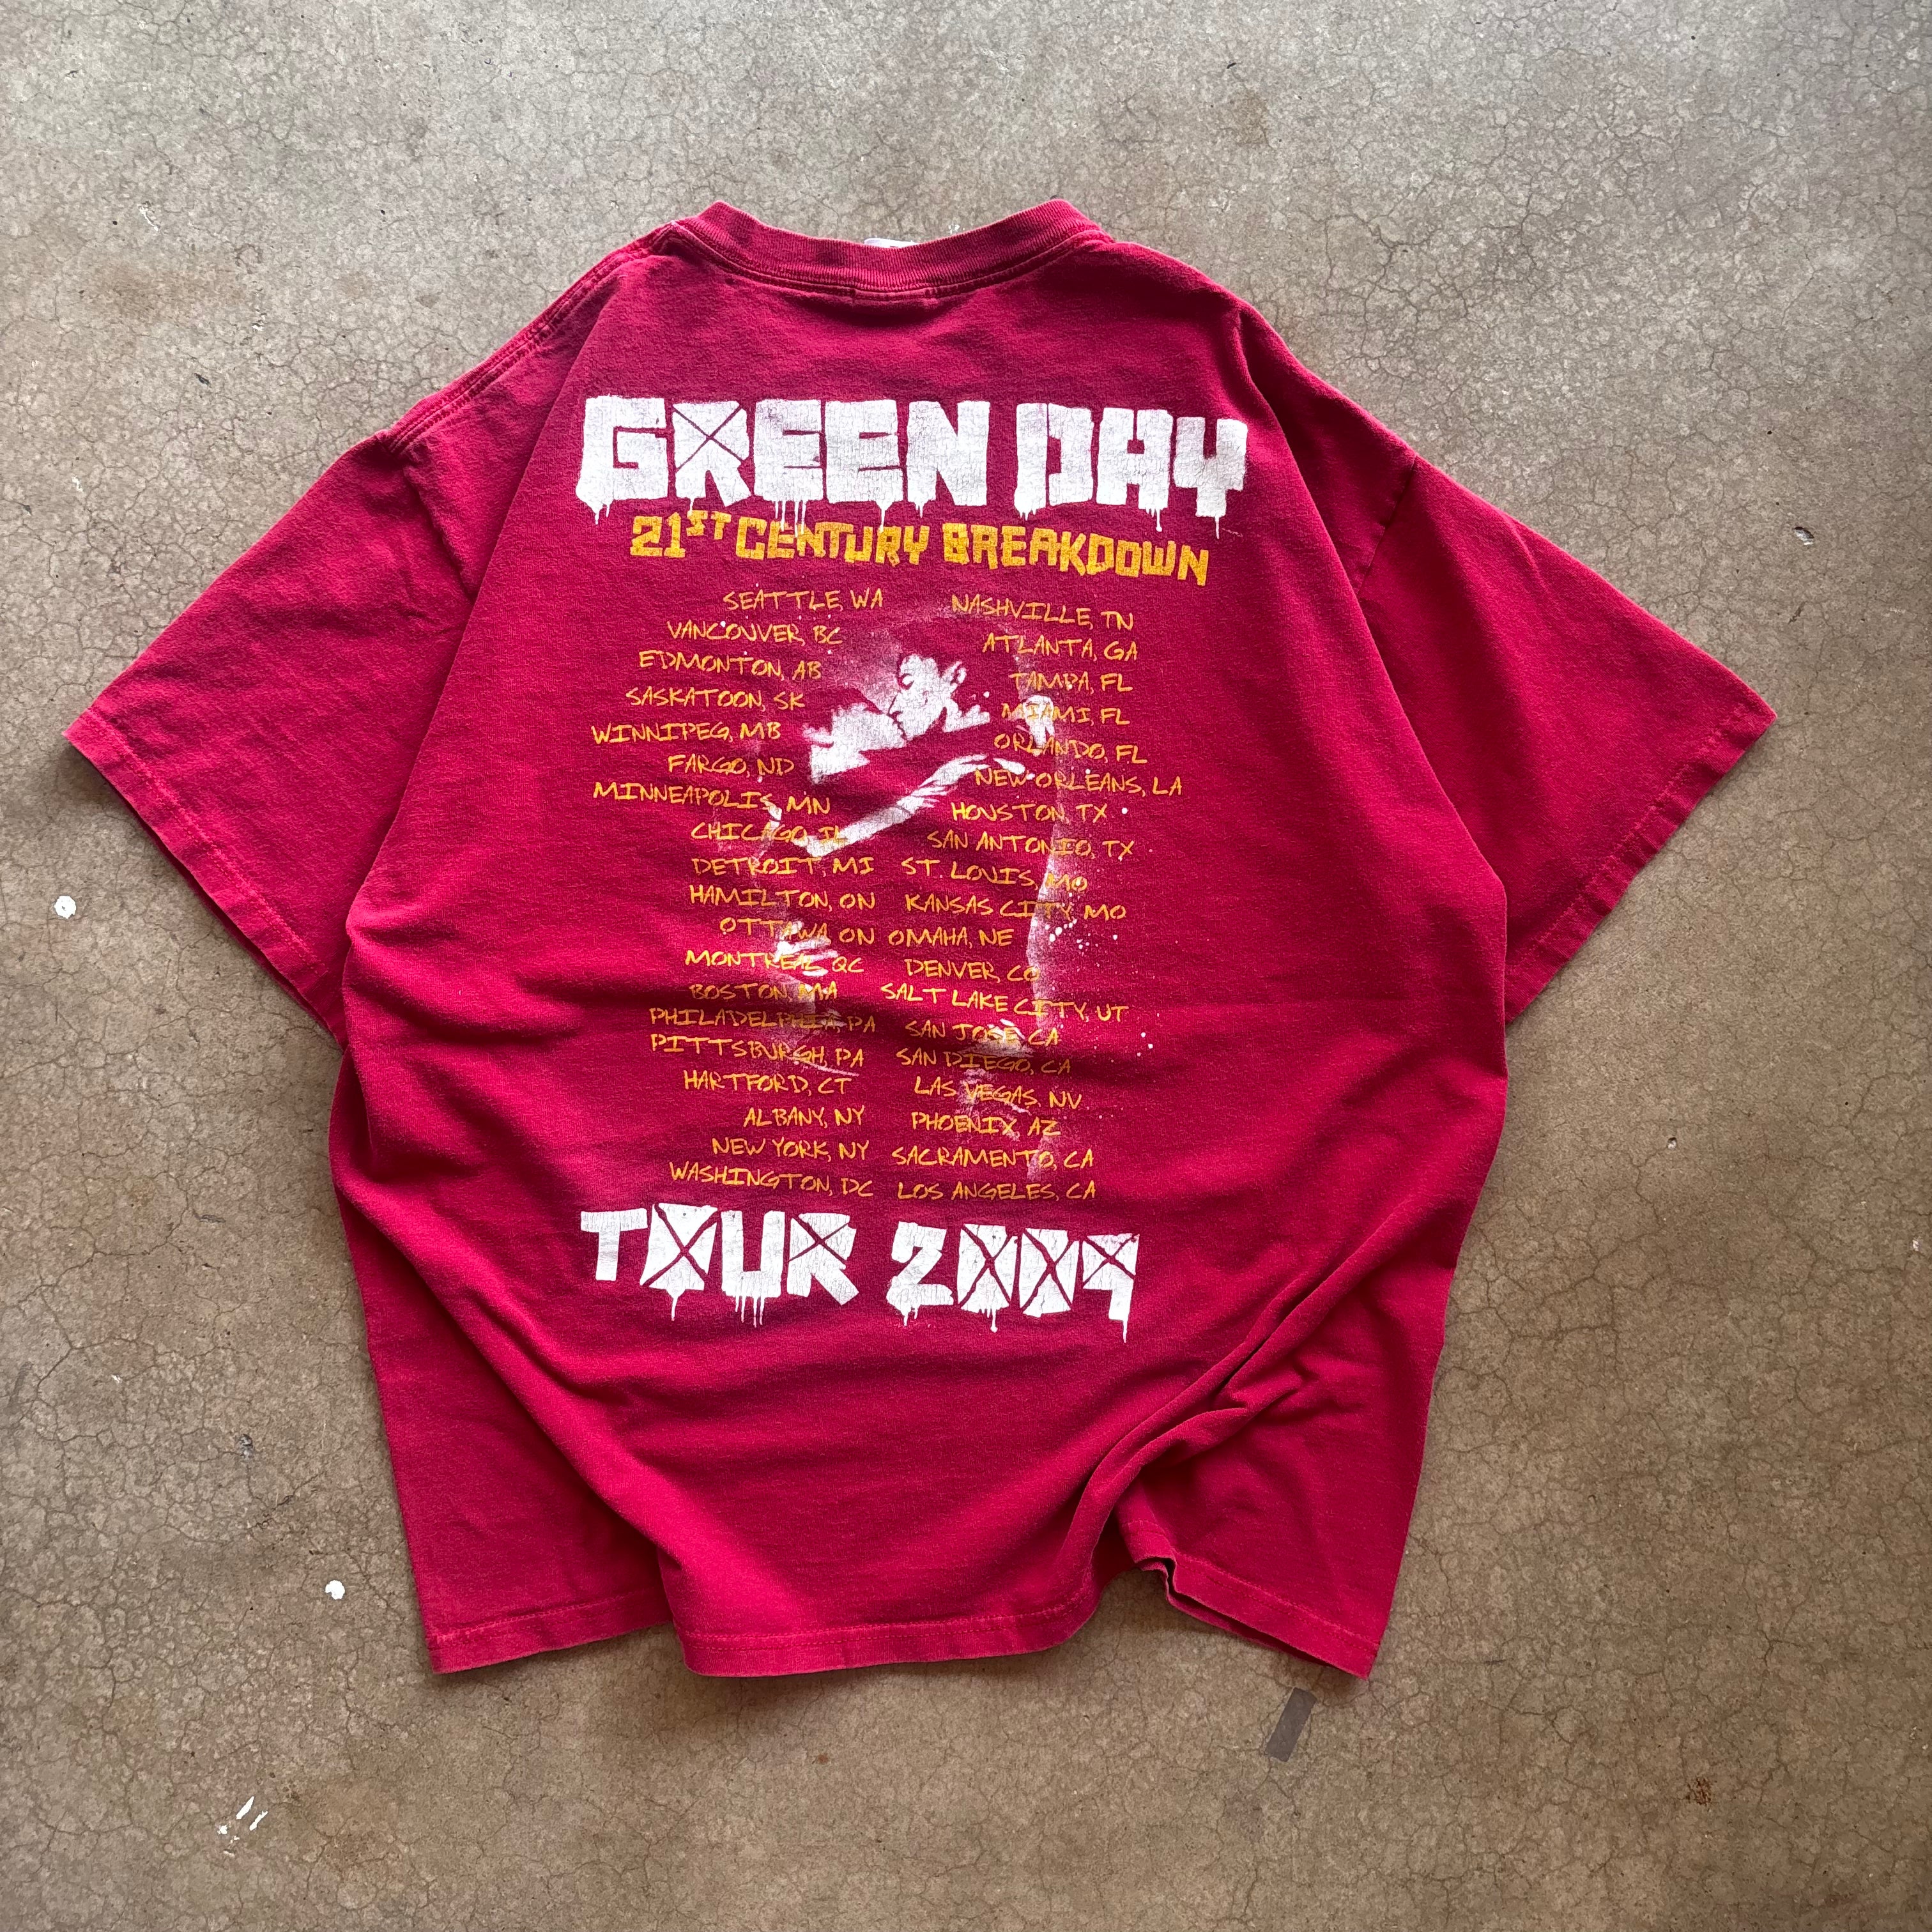 GREEN DAY
21ST CENTURY BREAKDOWN
SEATTLE, WA
VANCOUVER, BC
EDMONTON, AB
SASKATOON, SK
WINNIPEG, MB
FARGO, ND
MINNEAPOLIS, MN
CHICAGO, IL
DETROIT, MI
HAMILTON, ON
OTTAWA ON
MONTREAL, QC
BOSTON, MA
PHILADELPHIA, PA
PITTSBURGH, PA
HARTFORD, CT
ALBANY, NY
NEW YORK, NY
WASHINGTON, DC
NASHVILLE, TN
ATLANTA, GA
TAMPA, FL
MIAMI, FL
ORLANDO, FL
NEW ORLEANS, LA
HOUSTON, TX
SAN ANTONIO, TX
ST. LOUIS, MO
KANSAS CITY, MO
OMAHA, NE
DENVER, CO
SALT LAKE CITY, UT
SAN JOSE, CA
SAN DIEGO, CA
LAS VEGAS, NV
PHOENIX, AZ
SACRAMENTO, CA
LOS ANGELES, CA
TOUR 2009